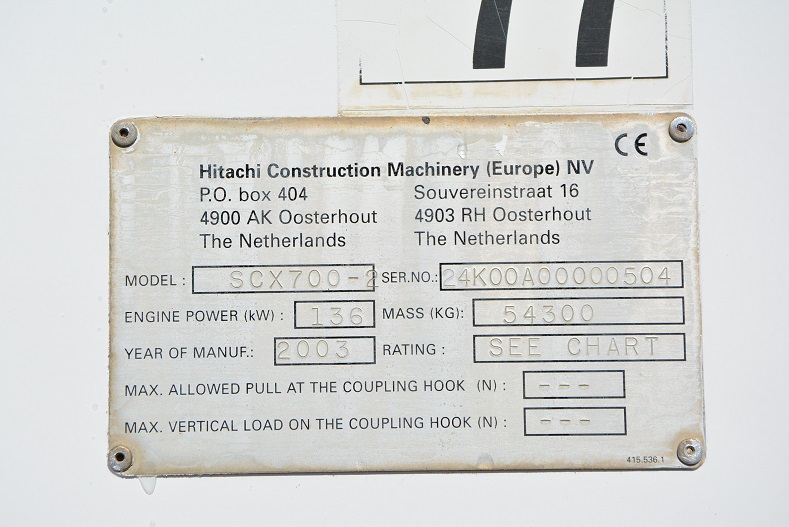 77
CE
Hitachi Construction Machinery (Europe) NV
P.O. box 404 Souvereinstraat 16
4900 AK Oosterhout 4903 RH Oosterhout
The Netherlands The Netherlands
MODEL : SCX700-2 SER.NO.: 24K00A00000504
ENGINE POWER (kW) : 136 MASS (KG): 54300
YEAR OF MANUF.: 2003 RATING : SEE CHART
MAX. ALLOWED PULL AT THE COUPLING HOOK (N) : ---
MAX. VERTICAL LOAD ON THE COUPLING HOOK (N) : ---
415.536.1